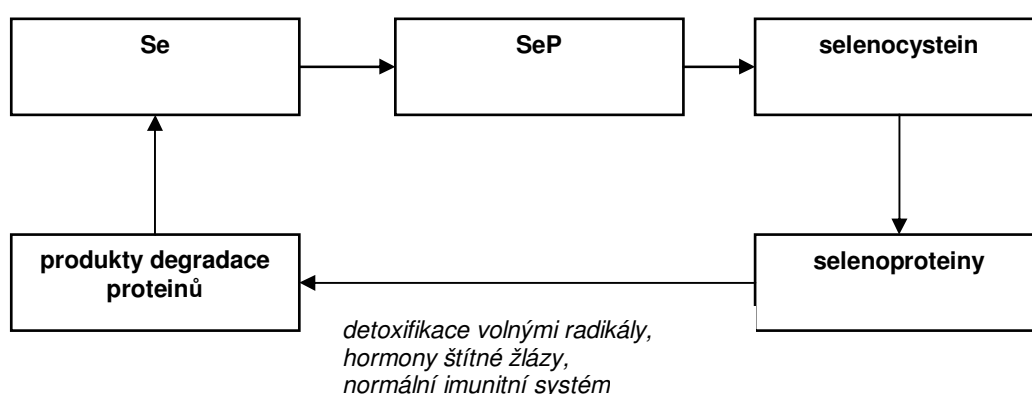 Se
SeP
selenocystein
produkty degradace
proteinů
selenoproteiny
detoxifikace volnými radikály,
hormony štítné žlázy,
normální imunitní systém